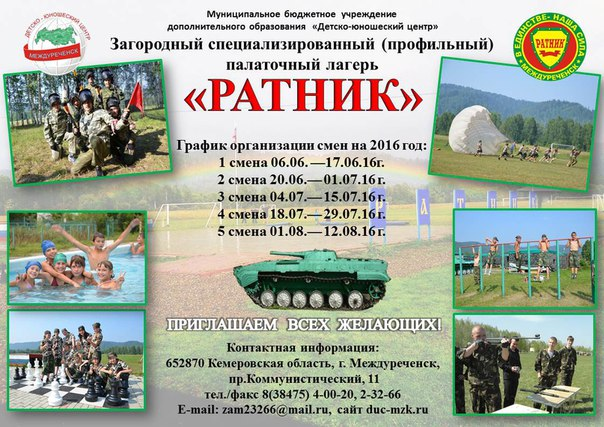 Муниципальное бюджетное учреждение
дополнительного образования «Детско-юношеский центр»
Загородный специализированный (профильный)
палаточный лагерь
«РАТНИК»
ДЕТСКО - ЮНОШЕСКИЙ ЦЕНТР
МЕЖДУРЕЧЕНСК
В ЕДИНСТВЕ - НАША СИЛА
РАТНИК
МЕЖДУРЕЧЕНСК
График организации смен на 2016 год:
1 смена 06.06. —17.06.16г.
2 смена 20.06—01.07.16г.
3 смена 04.07— 15.07.16г.
4 смена 18.07— 29.07.16г.
5 смена 01.08— 12.08.16г.
ПРИГЛАШАЕМ ВСЕХ ЖЕЛАЮЩИХ!
Контактная информация:
652870 Кемеровская область, г. Междуреченск,
пр.Коммунистический, 11
тел./факс 8(38475) 4-00-20, 2-32-66
E-mail: zam23266@mail.ru, сайт duc-mzk.ru